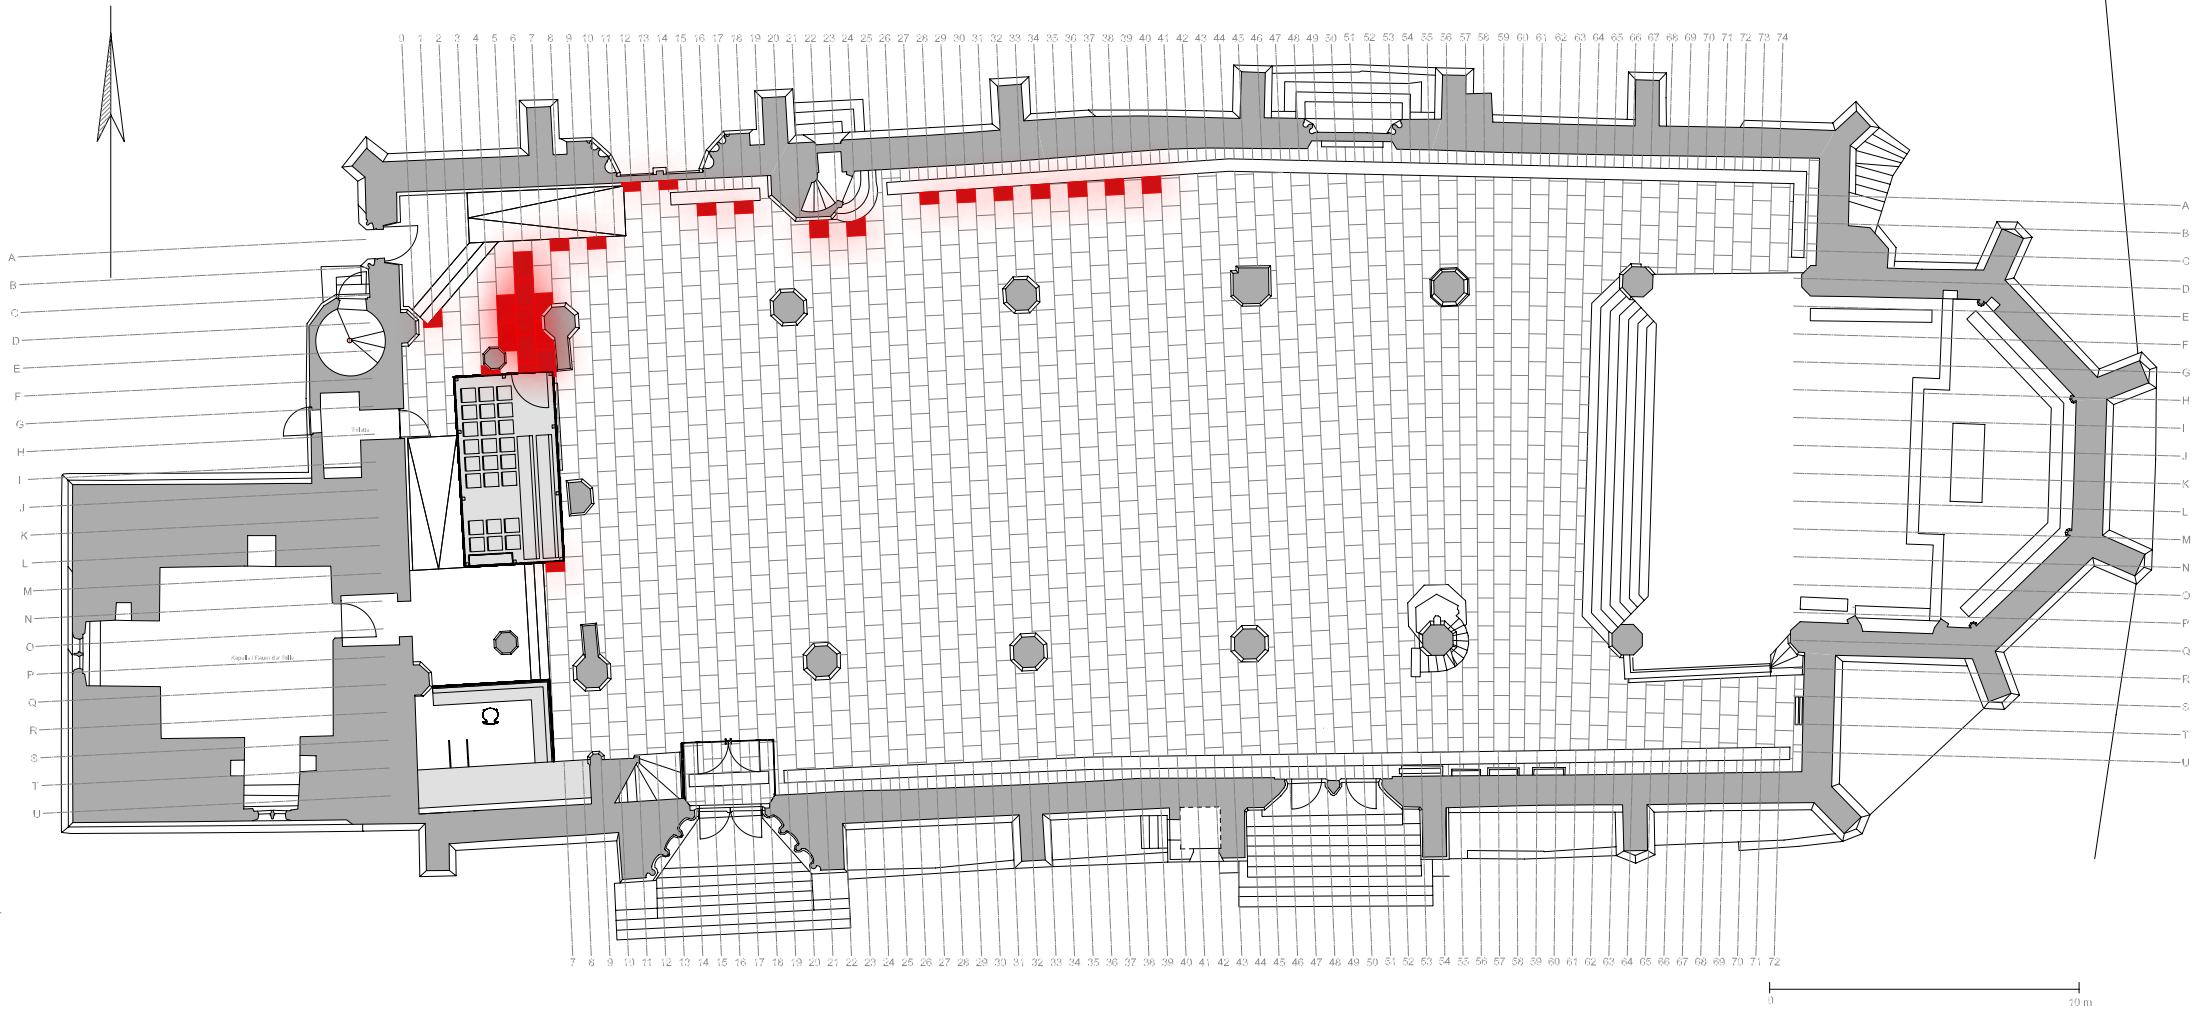 0 1 2 3 4 5 6 7 8 9 10 11 12 13 14 15 16 17 18 19 20 21 22 23 24 25 26 27 28 29 30 31 32 33 34 35 36 37 38 39 40 41 42 43 44 45 46 47 48 49 50 51 52 53 54 55 56 57 58 59 60 61 62 63 64 65 66 67 68 69 70 71 72 73 74
A
B
C
D
E
F
G
H
I
J
K
L
M
N
O
P
Q
R
S
T
U
Toilette
Kapelle / Raum der Stille
A
B
C
D
E
F
G
H
I
J
K
L
M
N
O
P
Q
R
S
T
U
7 8 9 10 11 12 13 14 15 16 17 18 19 20 21 22 23 24 25 26 27 28 29 30 31 32 33 34 35 36 37 38 39 40 41 42 43 44 45 46 47 48 49 50 51 52 53 54 55 56 57 58 59 60 61 62 63 64 65 66 67 68 69 70 71 72
0 10 m